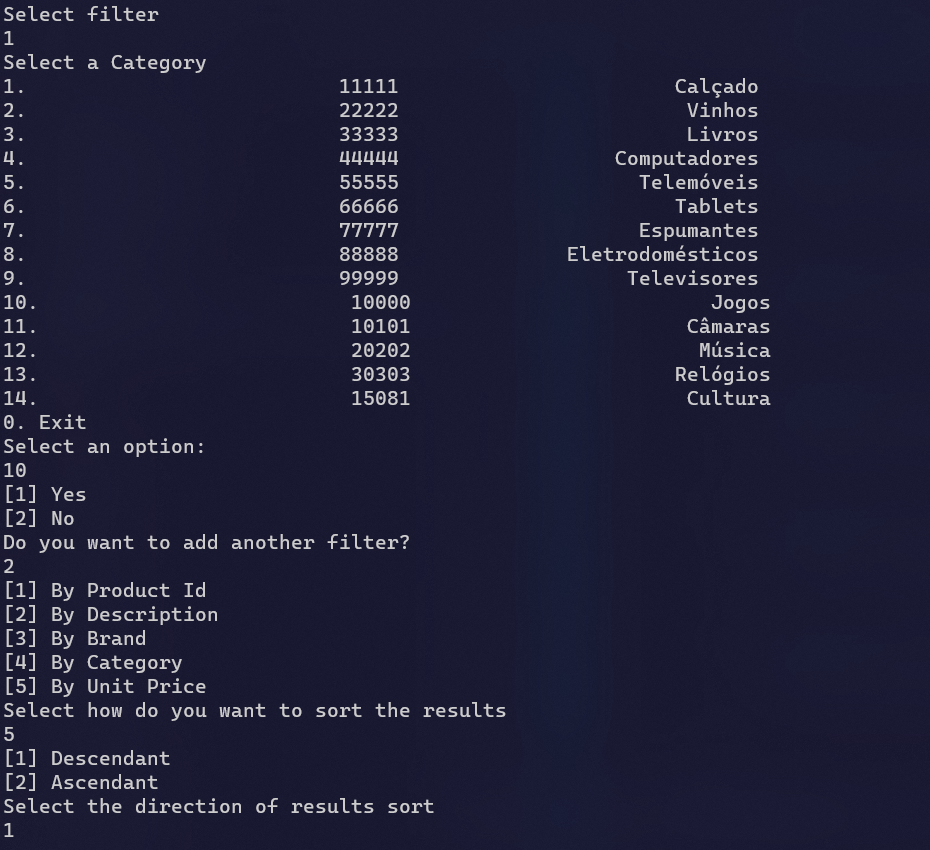 Select filter
1
Select a Category
1. 11111 Calçado
2. 22222 Vinhos
3. 33333 Livros
4. 44444 Computadores
5. 55555 Telemóveis
6. 66666 Tablets
7. 77777 Espumantes
8. 88888 Eletrodomésticos
9. 99999 Televisores
10. 10000 Jogos
11. 10101 Câmaras
12. 20202 Música
13. 30303 Relógios
14. 15081 Cultura
0. Exit
Select an option:
10
[1] Yes
[2] No
Do you want to add another filter?
2
[1] By Product Id
[2] By Description
[3] By Brand
[4] By Category
[5] By Unit Price
Select how do you want to sort the results
5
[1] Descendant
[2] Ascendant
Select the direction of results sort
1